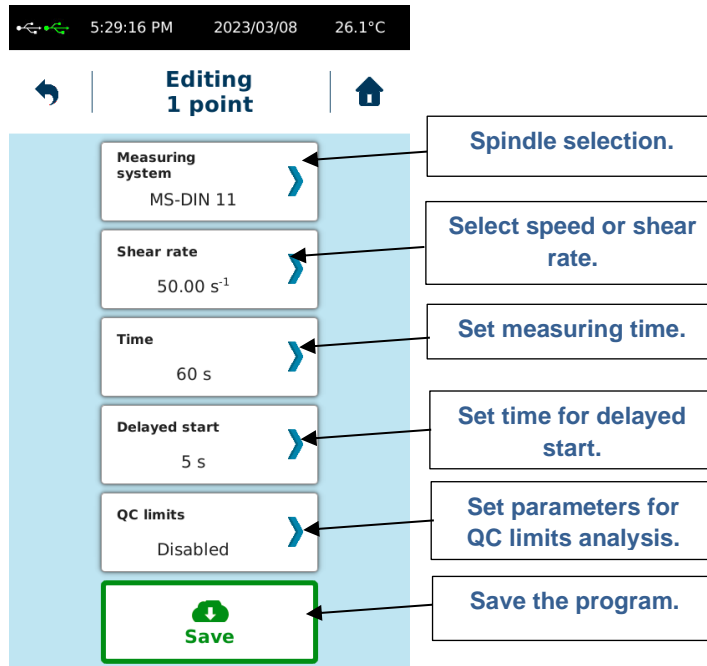 5:29:16 PM 2023/03/08 26.1°C
Editing
1 point
Measuring
system
MS-DIN 11
Spindle selection.
Shear rate
50.00 s⁻¹
Select speed or shear
rate.
Time
60 s
Set measuring time.
Delayed start
5 s
Set time for delayed
start.
QC limits
Disabled
Set parameters for
QC limits analysis.
Save
Save the program.